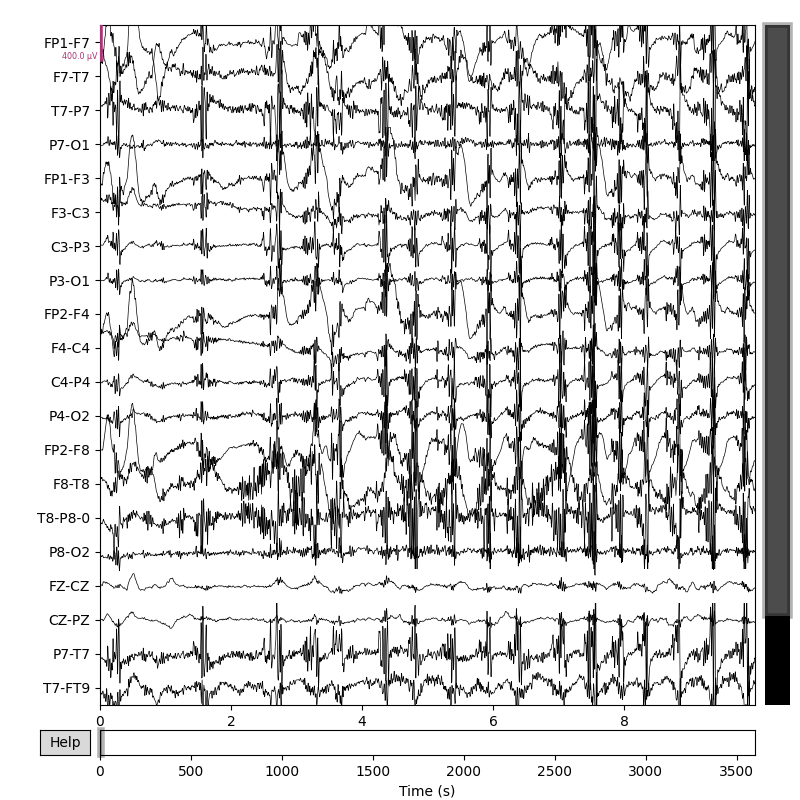 FP1-F7
400.0 µV
F7-T7
T7-P7
P7-O1
FP1-F3
F3-C3
C3-P3
P3-O1
FP2-F4
F4-C4
C4-P4
P4-O2
FP2-F8
F8-T8
T8-P8-0
P8-O2
FZ-CZ
CZ-PZ
P7-T7
T7-FT9
0 2 4 6 8
Help
0 500 1000 1500 2000 2500 3000 3500
Time (s)